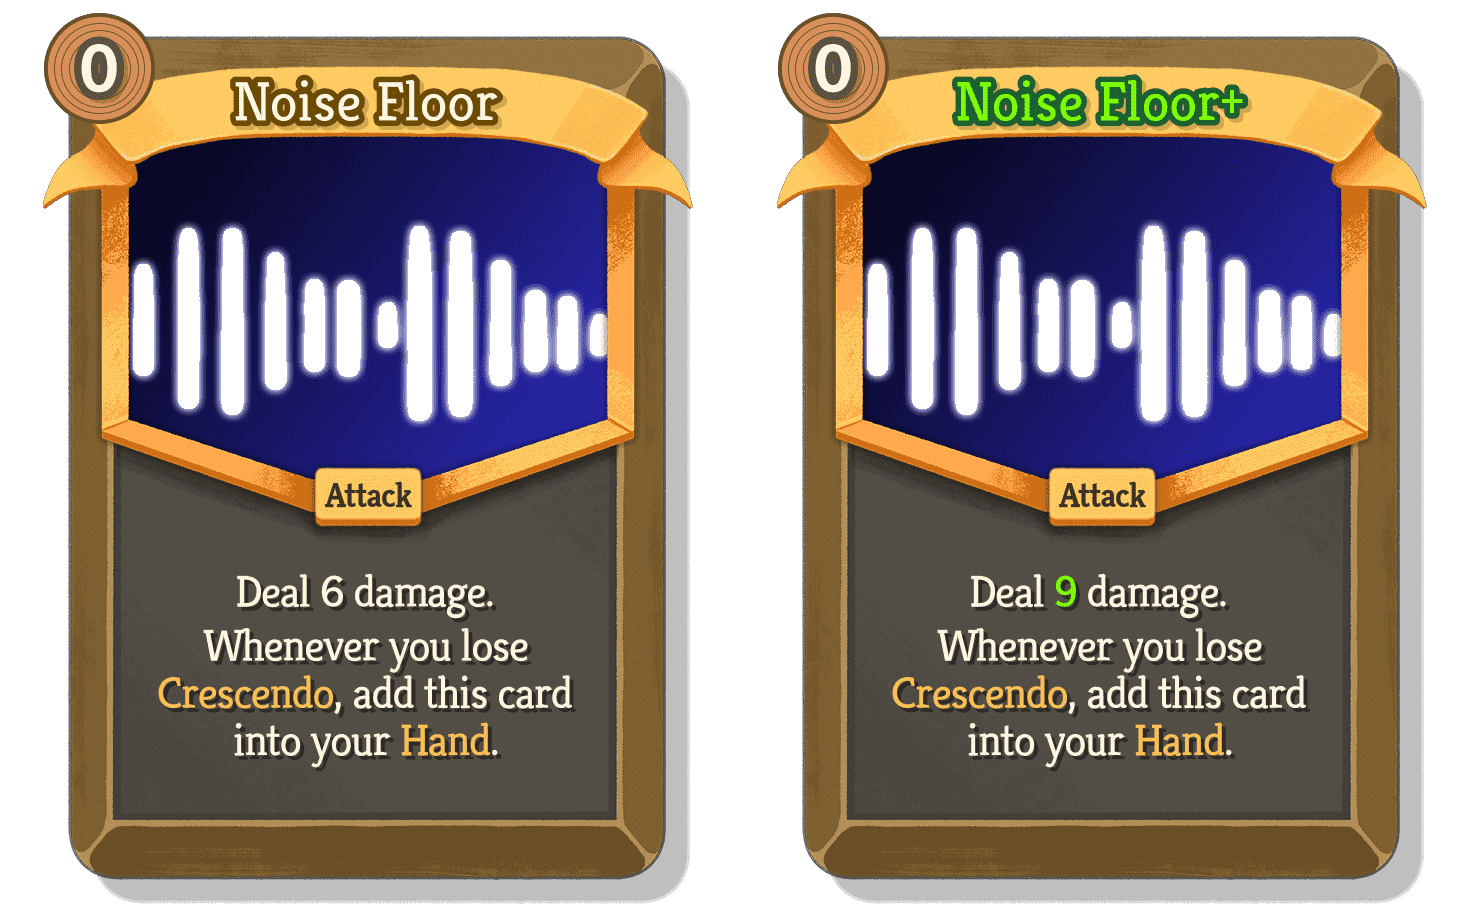 0
Noise Floor
Attack
Deal 6 damage.
Whenever you lose
Crescendo, add this card
into your Hand.
0
Noise Floor+
Attack
Deal 9 damage.
Whenever you lose
Crescendo, add this card
into your Hand.